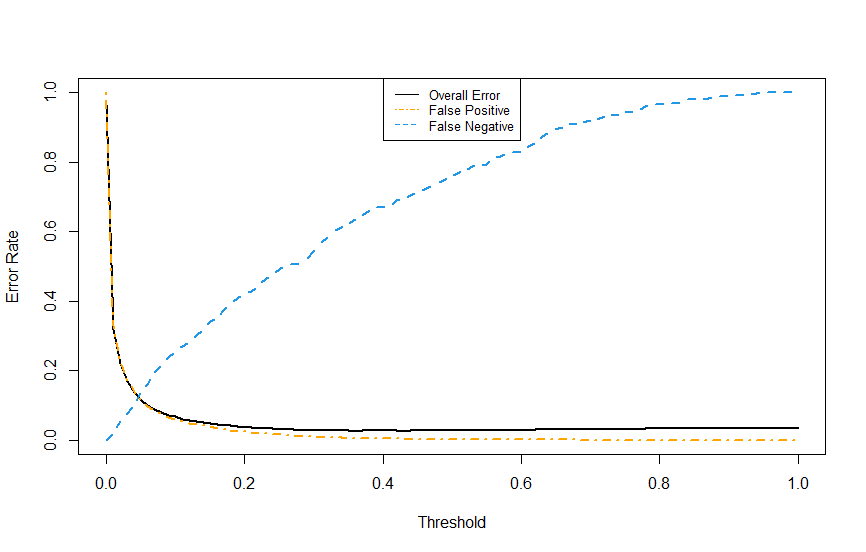 Overall Error
False Positive
False Negative
Error Rate
1.0
0.8
0.6
0.4
0.2
0.0
0.0 0.2 0.4 0.6 0.8 1.0
Threshold